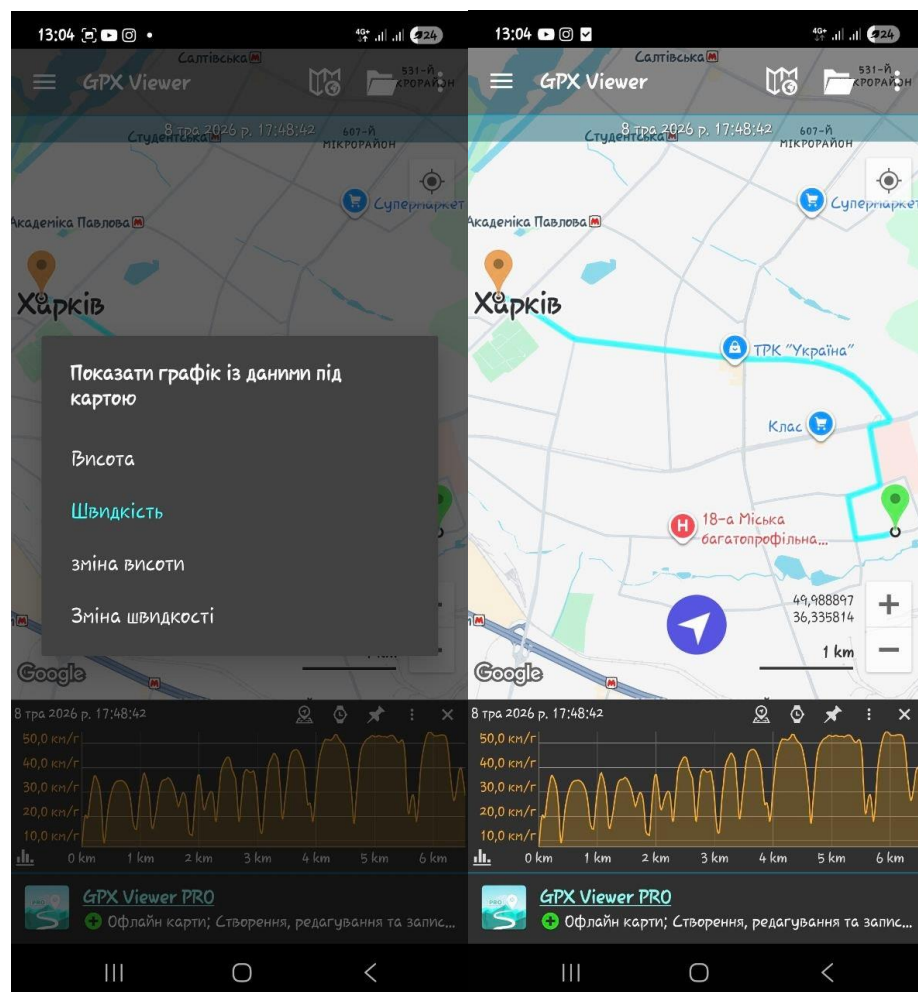 13:04
4G+
24
Салтівська
GPX Viewer
531-й
8 тра 2026 р. 17:48:42
Студентська
607-й
МІКРОРАЙОН
Супермаркет
Академіка Павлова
Харків
Показати графік із даними під
картою
Висота
Швидкість
зміна висоти
Зміна швидкості
Google
8 тра 2026 р. 17:48:42
50,0 км/г
40,0 км/г
30,0 км/г
20,0 км/г
10,0 км/г
0 km 1 km 2 km 3 km 4 km 5 km 6 km
PRO
GPX Viewer PRO
Офлайн карти; Створення, редагування та запис...
13:04
4G+
24
Салтівська
GPX Viewer
531-й
8 тра 2026 р. 17:48:42
Студентська
607-й
МІКРОРАЙОН
Супермаркет
Академіка Павлова
Харків
ТРК "Україна"
Клас
H
18-а Міська
багатопрофільна...
49,988897
36,335814
1 km
Google
8 тра 2026 р. 17:48:42
50,0 км/г
40,0 км/г
30,0 км/г
20,0 км/г
10,0 км/г
0 km 1 km 2 km 3 km 4 km 5 km 6 km
PRO
GPX Viewer PRO
Офлайн карти; Створення, редагування та запис...